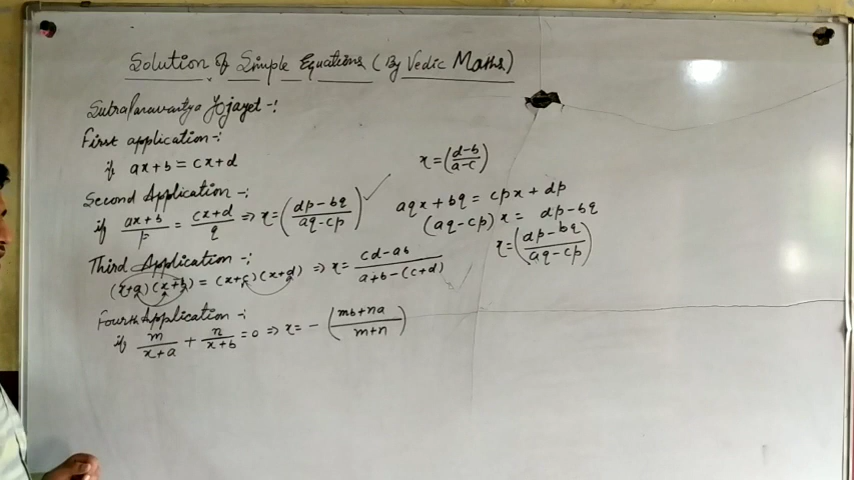 Solution of Simple Equations (By Vedic Maths)
Sutra Paravartya Yojayet -:
First application -:
if ax+b = cx+d
x = (d-b/a-c)
Second Application -:
if ax+b/p = cx+d/q ⇒ x = (dp-bq/aq-cp)
aqx + bq = cpx + dp
(aq-cp) x = dp-bq
x = (dp-bq/aq-cp)
Third Application -:
(x+a)(x+b) = (x+c)(x+d) ⇒ x = cd-ab/a+b-(c+d)
Fourth Application -:
if m/x+a + n/x+b = 0 ⇒ x = - (mb+na/m+n)